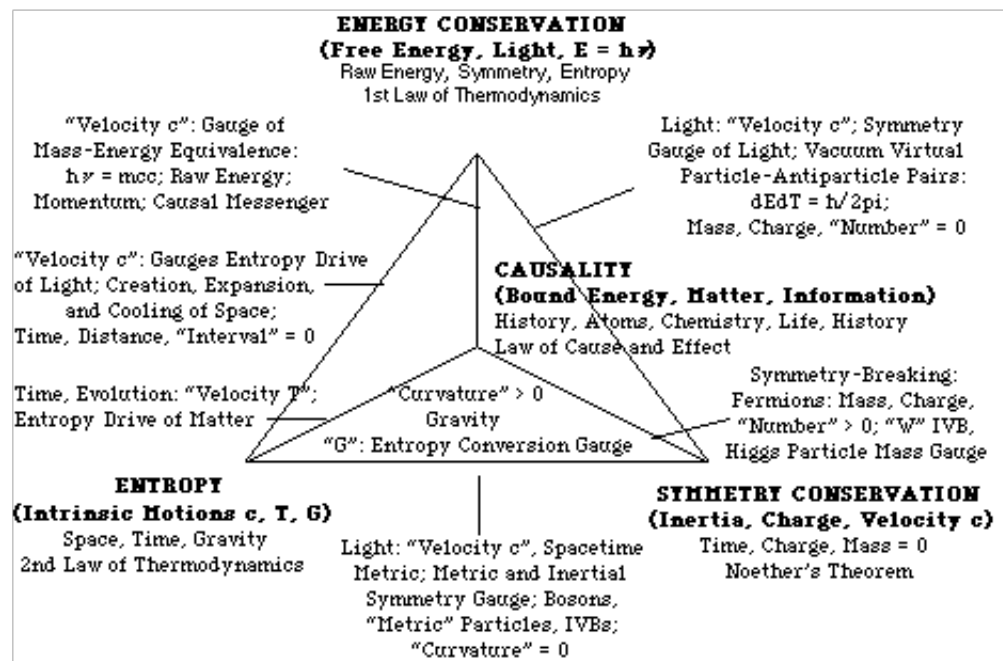 ENERGY CONSERVATION
(Free Energy, Light, E = hν)
Raw Energy, Symmetry, Entropy
1st Law of Thermodynamics
"Velocity c": Gauge of
Mass-Energy Equivalence:
hν = mcc; Raw Energy;
Momentum; Causal Messenger
Light: "Velocity c"; Symmetry
Gauge of Light; Vacuum Virtual
Particle-Antiparticle Pairs:
dEdT = h/2pi;
Mass, Charge, "Number" = 0
"Velocity c": Gauges Entropy Drive
of Light; Creation, Expansion,
and Cooling of Space;
Time, Distance, "Interval" = 0
CAUSALITY
(Bound Energy, Matter, Information)
History, Atoms, Chemistry, Life, History
Law of Cause and Effect
Time, Evolution: "Velocity T";
Entropy Drive of Matter
"Curvature" > 0
Gravity
"G": Entropy Conversion Gauge
Symmetry-Breaking:
Fermions: Mass, Charge,
"Number" > 0; "W" IVB,
Higgs Particle Mass Gauge
ENTROPY
(Intrinsic Motions c, T, G)
Space, Time, Gravity
2nd Law of Thermodynamics
Light: "Velocity c", Spacetime
Metric; Metric and Inertial
Symmetry Gauge; Bosons,
"Metric" Particles, IVBs;
"Curvature" = 0
SYMMETRY CONSERVATION
(Inertia, Charge, Velocity c)
Time, Charge, Mass = 0
Noether's Theorem